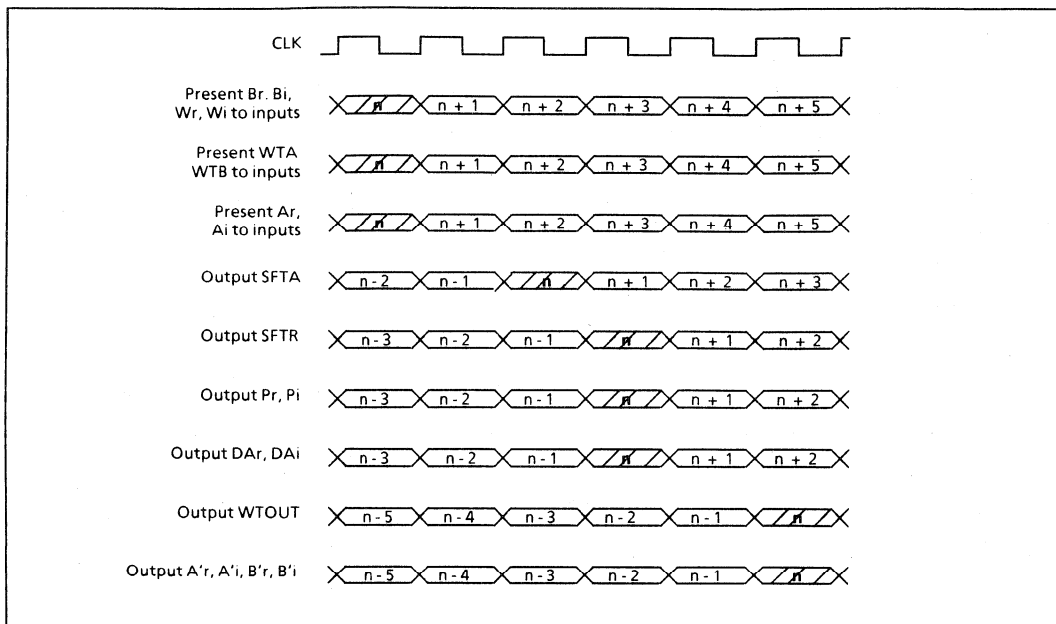 CLK
Present Br. Bi,
Wr, Wi to inputs
n n + 1 n + 2 n + 3 n + 4 n + 5
Present WTA
WTB to inputs
n n + 1 n + 2 n + 3 n + 4 n + 5
Present Ar,
Ai to inputs
n n + 1 n + 2 n + 3 n + 4 n + 5
Output SFTA
n - 2 n - 1 n n + 1 n + 2 n + 3
Output SFTR
n - 3 n - 2 n - 1 n n + 1 n + 2
Output Pr, Pi
n - 3 n - 2 n - 1 n n + 1 n + 2
Output DAr, DAi
n - 3 n - 2 n - 1 n n + 1 n + 2
Output WTOUT
n - 5 n - 4 n - 3 n - 2 n - 1 n
Output A'r, A'i, B'r, B'i
n - 5 n - 4 n - 3 n - 2 n - 1 n